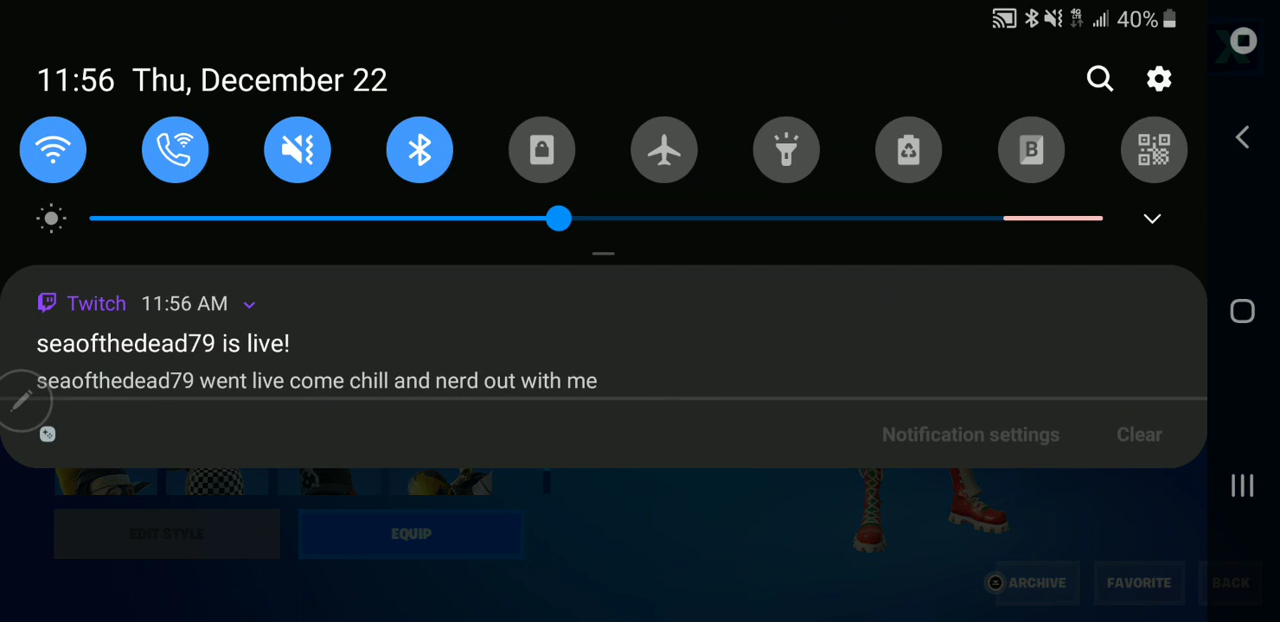 40%
11:56 Thu, December 22
B
Twitch 11:56 AM
seaofthedead79 is live!
seaofthedead79 went live come chill and nerd out with me
Notification settings Clear
EDIT STYLE EQUIP
ARCHIVE FAVORITE BACK